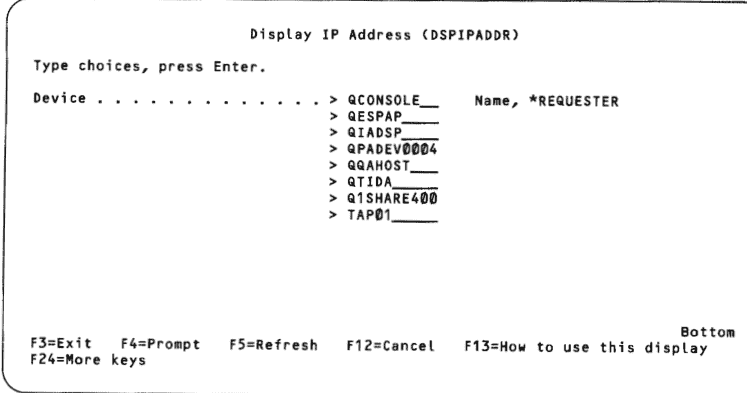 Display IP Address (DSPIPADDR)
Type choices, press Enter.
Device . . . . . . . . . . . . . > QCONSOLE__ Name, *REQUESTER
> QESPAP____
> QIADSP____
> QPADEV0004
> QQAHOST___
> QTIDA_____
> Q1SHARE400
> TAP01_____
Bottom
F3=Exit F4=Prompt F5=Refresh F12=Cancel F13=How to use this display
F24=More keys